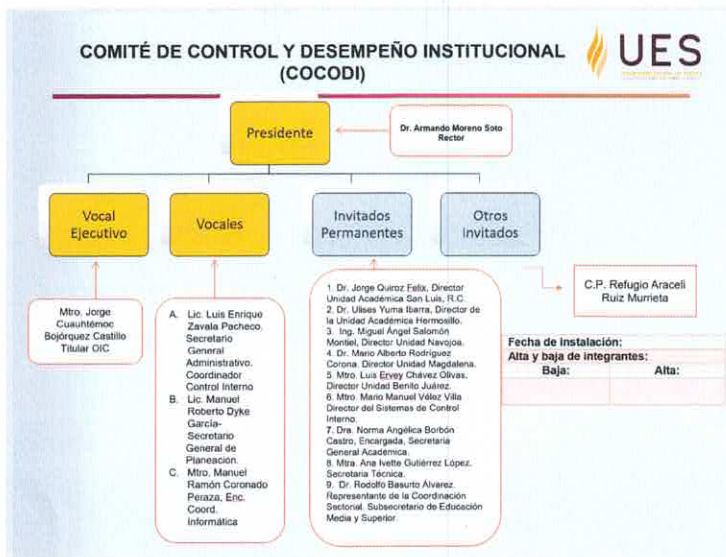 COMITÉ DE CONTROL Y DESEMPEÑO INSTITUCIONAL
(COCODI)
UES
Presidente
Dr. Armando Moreno Soto
Rector
Vocal
Ejecutivo
Vocales
Invitados
Permanentes
Otros
Invitados
Mtro. Jorge
Cuauhtémoc
Bojórquez Castillo
Titular OIC
A. Lic. Luis Enrique
Zavala Pacheco.
Secretario
General
Administrativo.
Coordinador
Control Interno
B. Lic. Manuel
Roberto Dyke
García-
Secretario
General de
Planeación.
C. Mtro. Manuel
Ramón Coronado
Peraza, Enc.
Coord.
Informática
1. Dr. Jorge Quiroz Felix, Director
Unidad Académica San Luis, R.C.
2. Dr. Ulises Yuma Ibarra, Director de
la Unidad Académica Hermosillo.
3. Ing. Miguel Ángel Salomón
Montiel, Director Unidad Navojoa.
4. Dr. Mario Alberto Rodríguez
Corona. Director Unidad Magdalena.
5. Mtro. Luis Ervey Chávez Olivas.
Director Unidad Benito Juárez.
6. Mtro. Mario Manuel Vélez Villa
Director del Sistemas de Control
Interno.
7. Dra. Norma Angélica Borbón
Castro, Encargada, Secretaria
General Académica.
8. Mtra. Ana Ivette Gutiérrez López.
Secretaria Técnica.
9. Dr. Rodolfo Basurto Álvarez.
Representante de la Coordinación
Sectorial. Subsecretario de Educación
Media y Superior.
C.P. Refugio Araceli
Ruiz Murrieta
Fecha de Instalación:
Alta y baja de integrantes:
Baja: Alta: